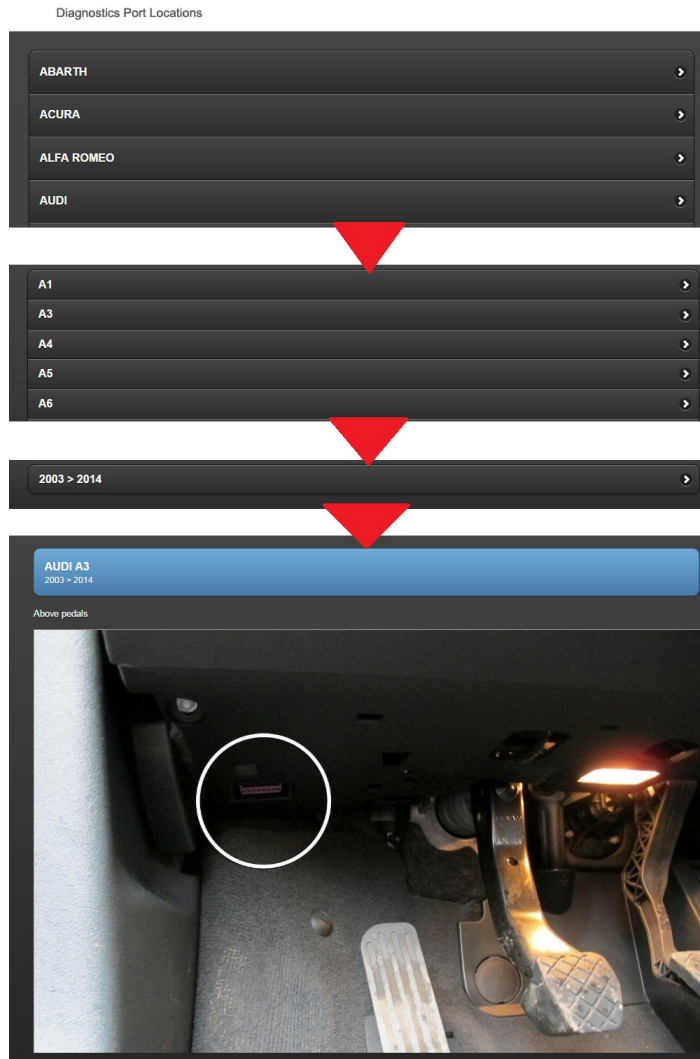 Diagnostics Port Locations
ABARTH
ACURA
ALFA ROMEO
AUDI
A1
A3
A4
A5
A6
2003 > 2014
AUDI A3
2003 > 2014
Above pedals